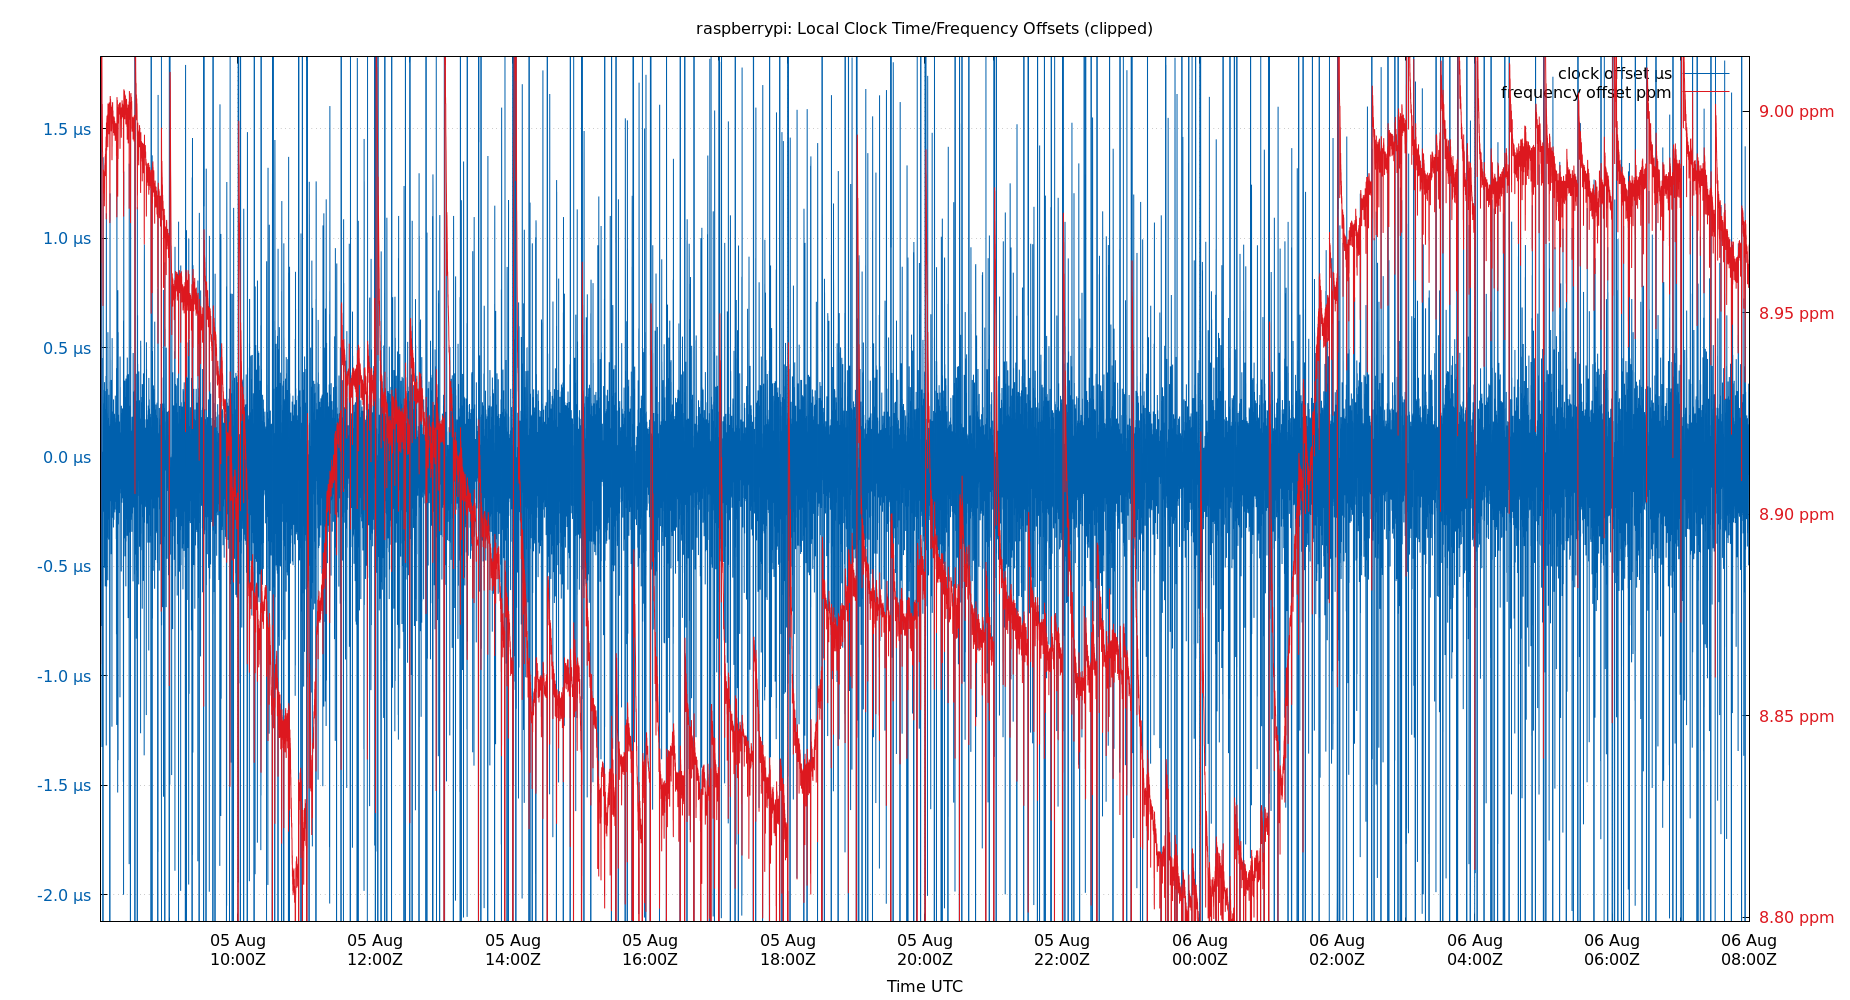 raspberrypi: Local Clock Time/Frequency Offsets (clipped)
clock offset µs
frequency offset ppm
1.5 µs
1.0 µs
0.5 µs
0.0 µs
-0.5 µs
-1.0 µs
-1.5 µs
-2.0 µs
9.00 ppm
8.95 ppm
8.90 ppm
8.85 ppm
8.80 ppm
05 Aug
10:00Z
05 Aug
12:00Z
05 Aug
14:00Z
05 Aug
16:00Z
05 Aug
18:00Z
05 Aug
20:00Z
05 Aug
22:00Z
06 Aug
00:00Z
06 Aug
02:00Z
06 Aug
04:00Z
06 Aug
06:00Z
06 Aug
08:00Z
Time UTC